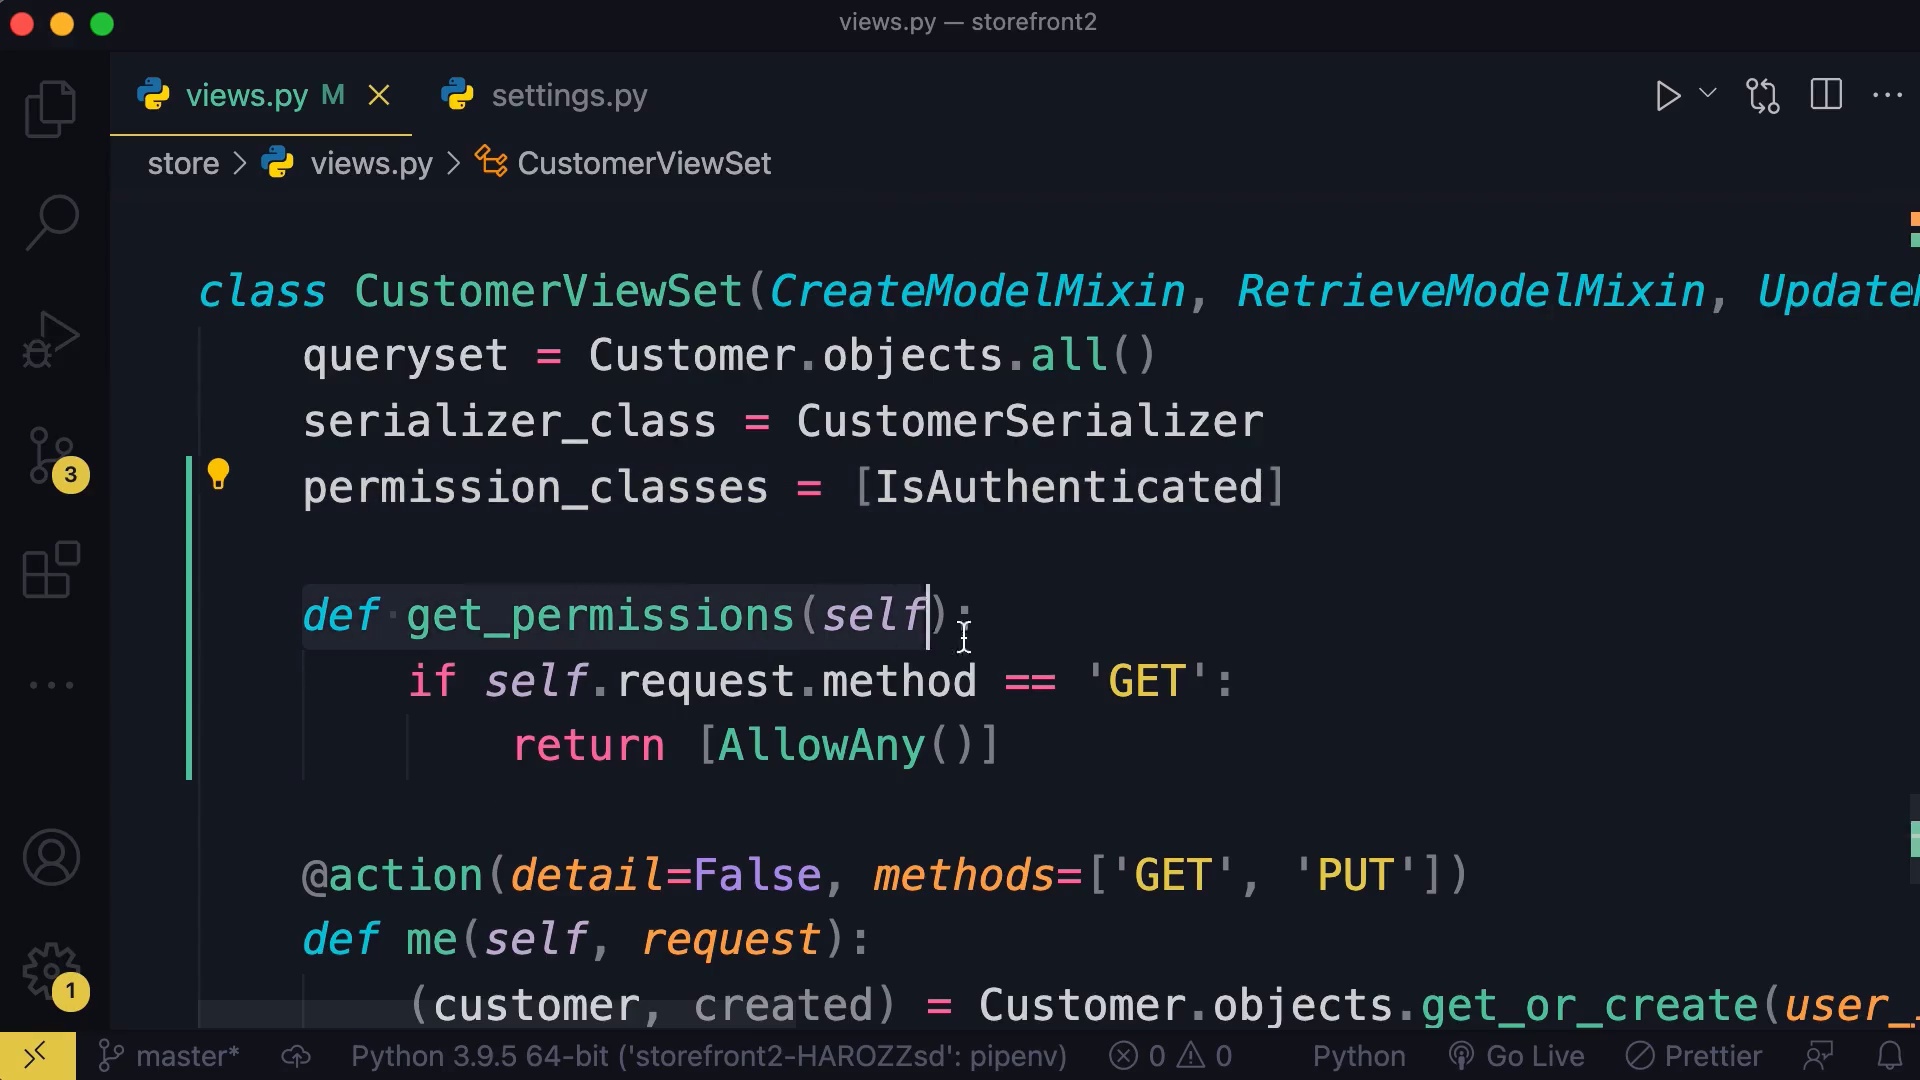 views.py — storefront2
views.py M settings.py
store > views.py > CustomerViewSet
class CustomerViewSet(CreateModelMixin, RetrieveModelMixin, Update
queryset = Customer.objects.all()
serializer_class = CustomerSerializer
permission_classes = [IsAuthenticated]
def get_permissions(self):
if self.request.method == 'GET':
return [AllowAny()]
@action(detail=False, methods=['GET', 'PUT'])
def me(self, request):
(customer, created) = Customer.objects.get_or_create(user_
3
1
master* Python 3.9.5 64-bit ('storefront2-HAROZZsd': pipenv) 0 0 Python Go Live Prettier